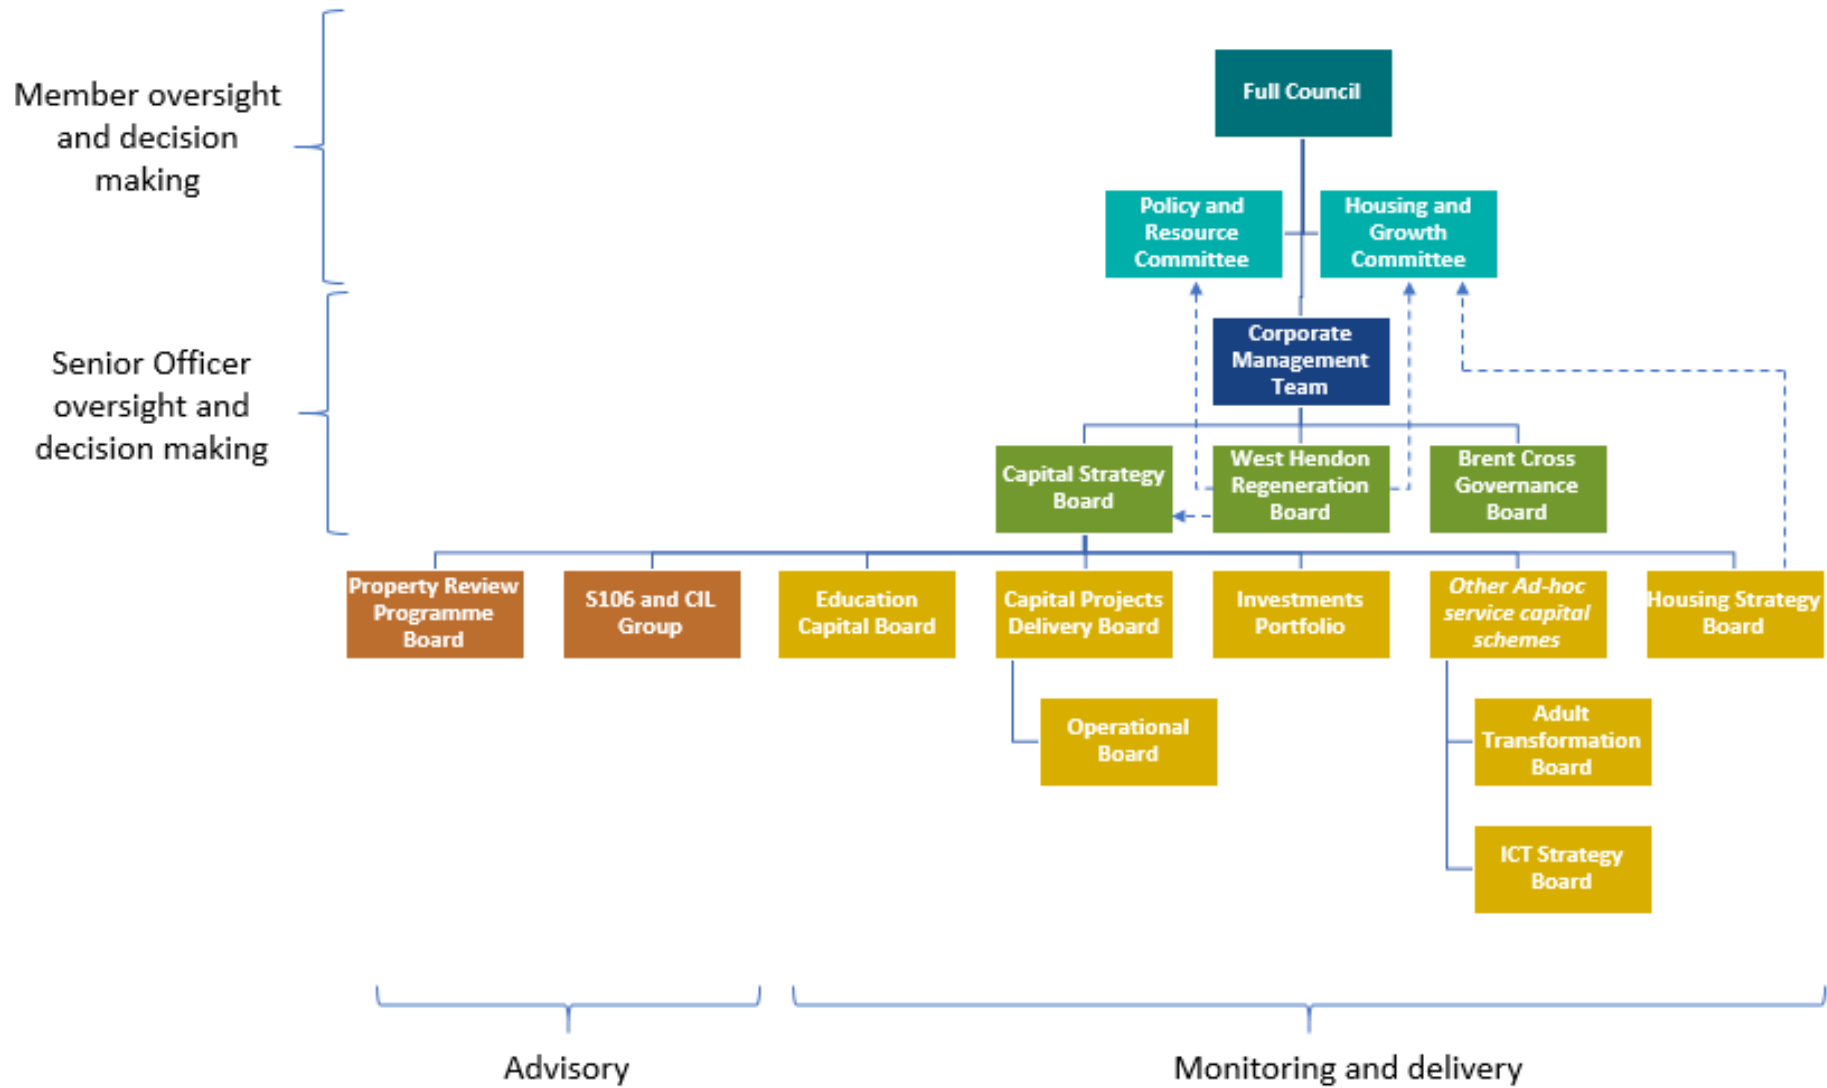 Member oversight
and decision
making
Full Council
Policy and
Resource
Committee
Housing and
Growth
Committee
Senior Officer
oversight and
decision making
Corporate
Management
Team
Capital Strategy
Board
West Hendon
Regeneration
Board
Brent Cross
Governance
Board
Property Review
Programme
Board
S106 and CIL
Group
Education
Capital Board
Capital Projects
Delivery Board
Investments
Portfolio
Other Ad-hoc
service capital
schemes
Housing Strategy
Board
Operational
Board
Adult
Transformation
Board
ICT Strategy
Board
Advisory
Monitoring and delivery